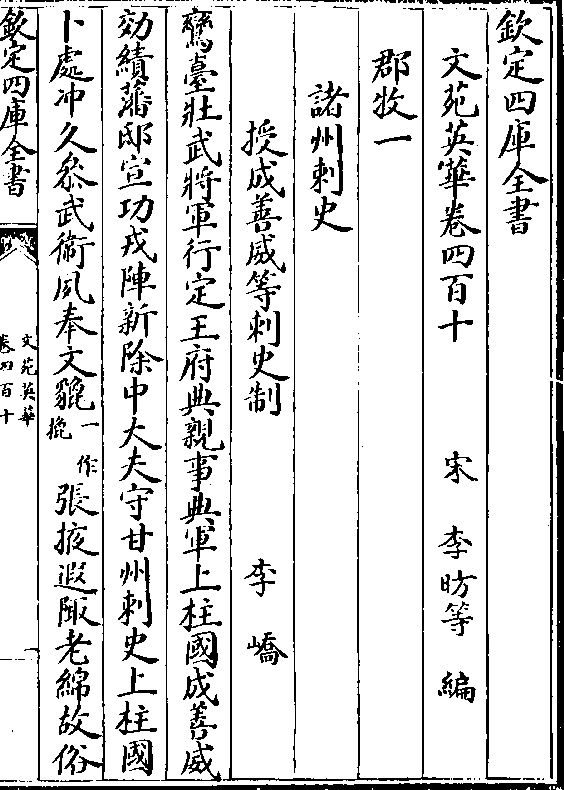 欽定四庫全書
文苑英華卷四百十
宋 李昉等 編
郡牧一
諸州刺史
授成善威等刺史制
李嶠
鸞臺壯武將軍行定王府典親事典軍上柱國成善威
効績藩邸宣功戎陣新除中大夫守甘州刺史上柱國
卜處冲久叅武衛夙奉文貔一作㧢張掖遐陬老綿故俗
欽定四庫全書
文苑英華
卷四百十